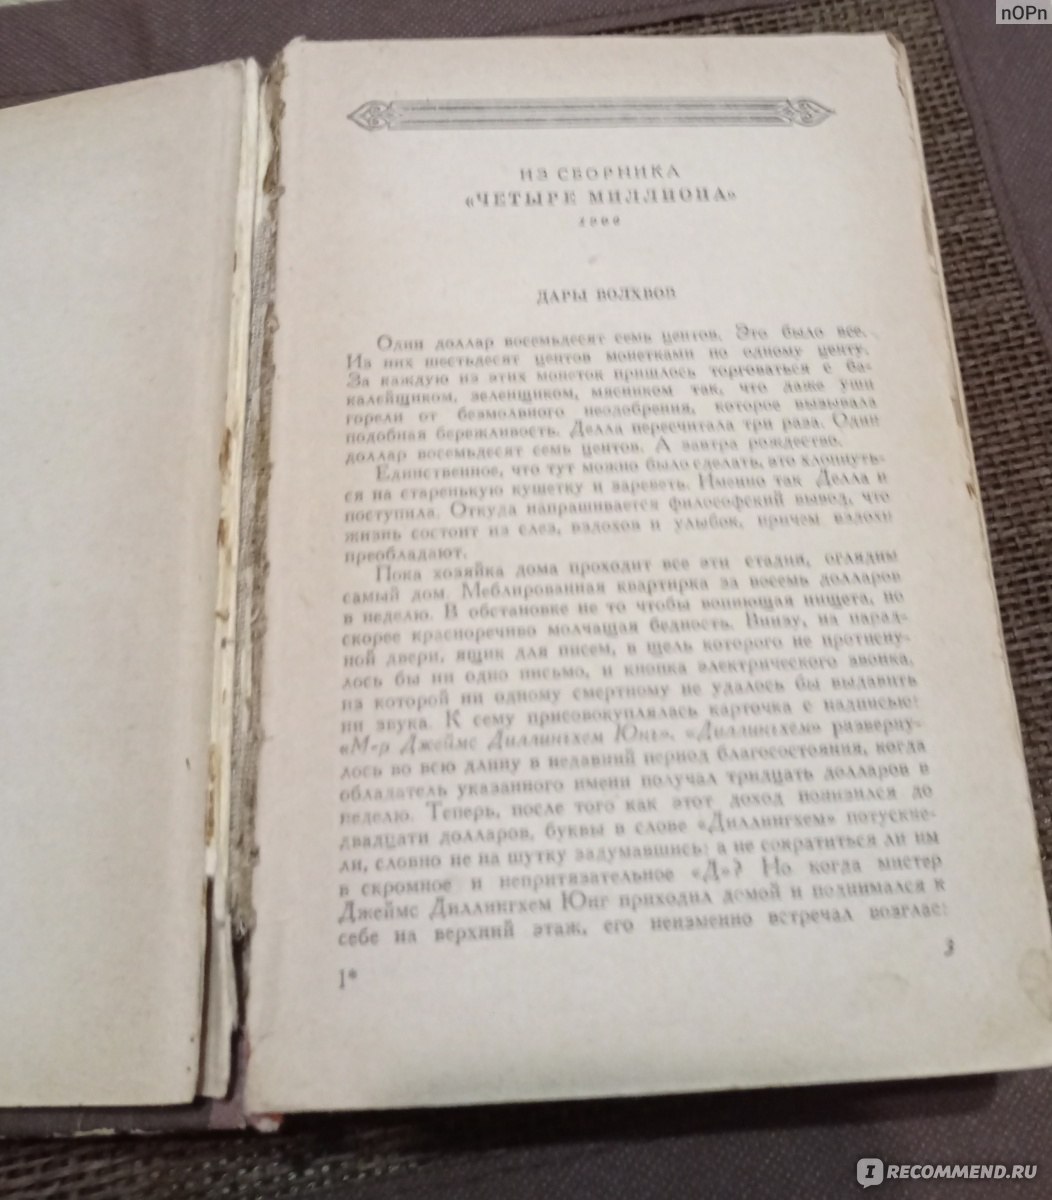 nOPn
ИЗ СБОРНИКА
«ЧЕТЫРЕ МИЛЛИОНА»
ДАРЫ ВОЛХВОВ
Один доллар восемьдесят семь центов. Это было все.
Из них шестьдесят центов монетками по одному центу.
За каждую из этих монеток пришлось торговаться с ба-
калейщиком, зеленщиком, мясником так, что даже уши
горели от безмолвного неодобрения, которое вызывала
подобная бережливость. Делла пересчитала три раза. Один
доллар восемьдесят семь центов. А завтра рождество.
Единственное, что тут можно было сделать, это хлопнуть-
ся на старенькую кушетку и зареветь. Именно так Делла и
поступила. Откуда напрашивается философский вывод, что
жизнь состоит из слез, вздохов и улыбок, причем вздохи
преобладают.
Пока хозяйка дома проходит все эти стадии, оглядим
самый дом. Меблированная квартирка за восемь долларов
в неделю. В обстановке не то чтобы вопиющая нищета, но
скорее красноречиво молчащая бедность. Внизу, на парад-
ной двери, ящик для писем, в щель которого не протисну-
лось бы ни одно письмо, и кнопка электрического звонка,
из которой ни одному смертному не удалось бы выдавить
ни звука. К сему присовокуплялась карточка с надписью:
«М-р Джеймс Диллингхем Юнг». «Диллингхем» разверну-
лось во всю длину в недавний период благосостояния, когда
обладатель указанного имени получал тридцать долларов в
неделю. Теперь, после того как этот доход понизился до
двадцати долларов, буквы в слове «Диллингхем» потускне-
ли, словно не на шутку задумавшись: а не сократиться ли им
в скромное и непритязательное «Д»? Но когда мистер
Джеймс Диллингхем Юнг приходил домой и поднимался к
себе на верхний этаж, его неизменно встречал возглас:
1*
3
IRECOMMEND.RU